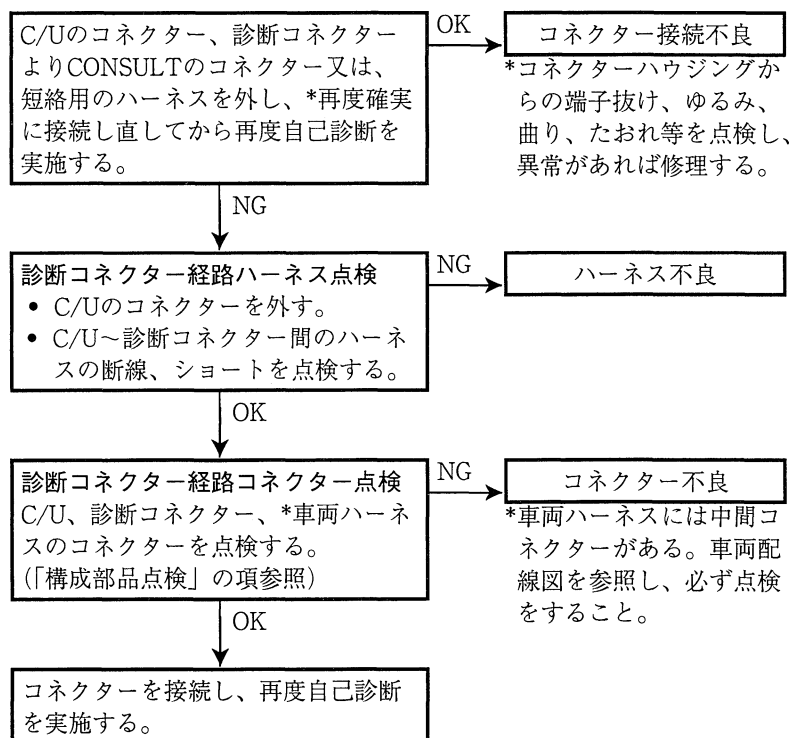 C/Uのコネクター、診断コネクター
よりCONSULTのコネクター又は、
短絡用のハーネスを外し、*再度確実
に接続し直してから再度自己診断を
実施する。
OK
コネクター接続不良
*コネクターハウジングか
らの端子抜け、ゆるみ、
曲り、たおれ等を点検し、
異常があれば修理する。
NG
診断コネクター経路ハーネス点検
• C/Uのコネクターを外す。
• C/U～診断コネクター間のハーネ
スの断線、ショートを点検する。
NG
ハーネス不良
OK
診断コネクター経路コネクター点検
C/U、診断コネクター、*車両ハーネ
スのコネクターを点検する。
(「構成部品点検」の項参照)
NG
コネクター不良
*車両ハーネスには中間コ
ネクターがある。車両配
線図を参照し、必ず点検
をすること。
OK
コネクターを接続し、再度自己診断
を実施する。